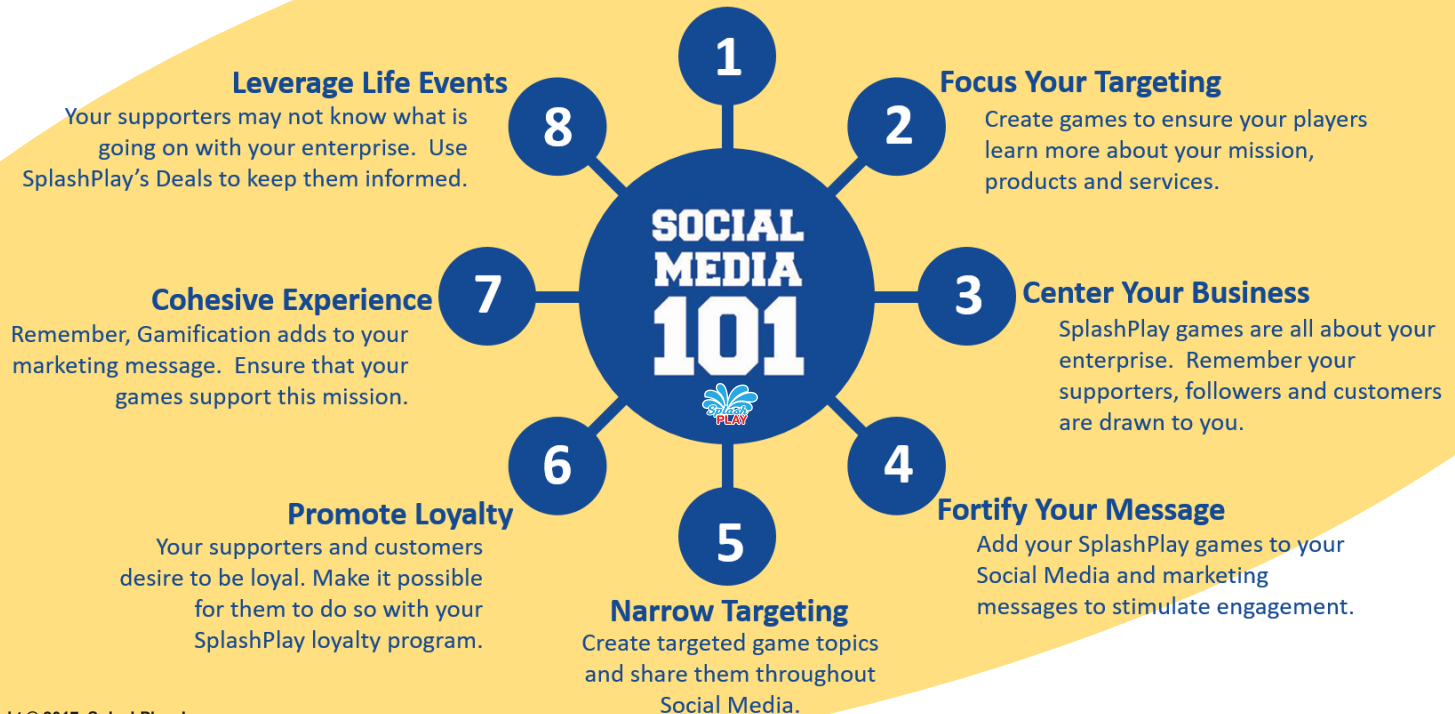 1
2
Focus Your Targeting
Create games to ensure your players
learn more about your mission,
products and services.
3
Center Your Business
SplashPlay games are all about your
enterprise. Remember your
supporters, followers and customers
are drawn to you.
4
Fortify Your Message
Add your SplashPlay games to your
Social Media and marketing
messages to stimulate engagement.
5
Narrow Targeting
Create targeted game topics
and share them throughout
Social Media.
6
Promote Loyalty
Your supporters and customers
desire to be loyal. Make it possible
for them to do so with your
SplashPlay loyalty program.
7
Cohesive Experience
Remember, Gamification adds to your
marketing message. Ensure that your
games support this mission.
8
Leverage Life Events
Your supporters may not know what is
going on with your enterprise. Use
SplashPlay's Deals to keep them informed.
SOCIAL
MEDIA
101
Splash
PLAY